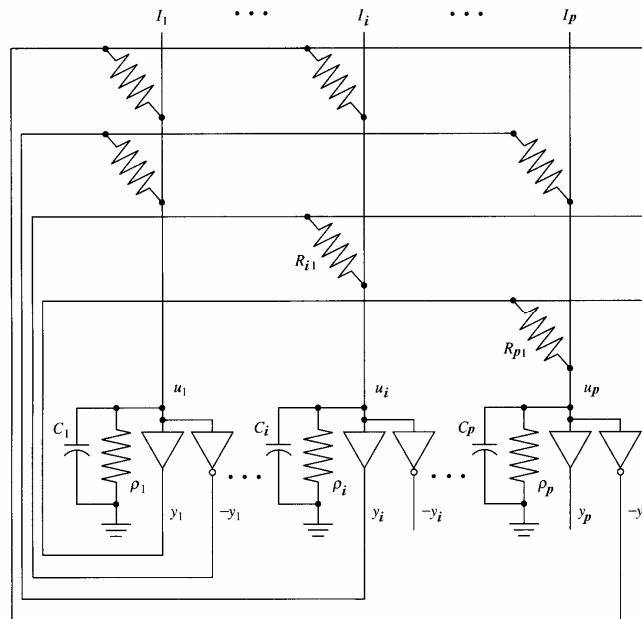 I1 • • • Ii • • • Ip
Ri1
Rp1
u1 ui up
C1 ρ1 Ci ρi Cp ρp
• • • • • •
y1 −y1 yi −yi yp −y